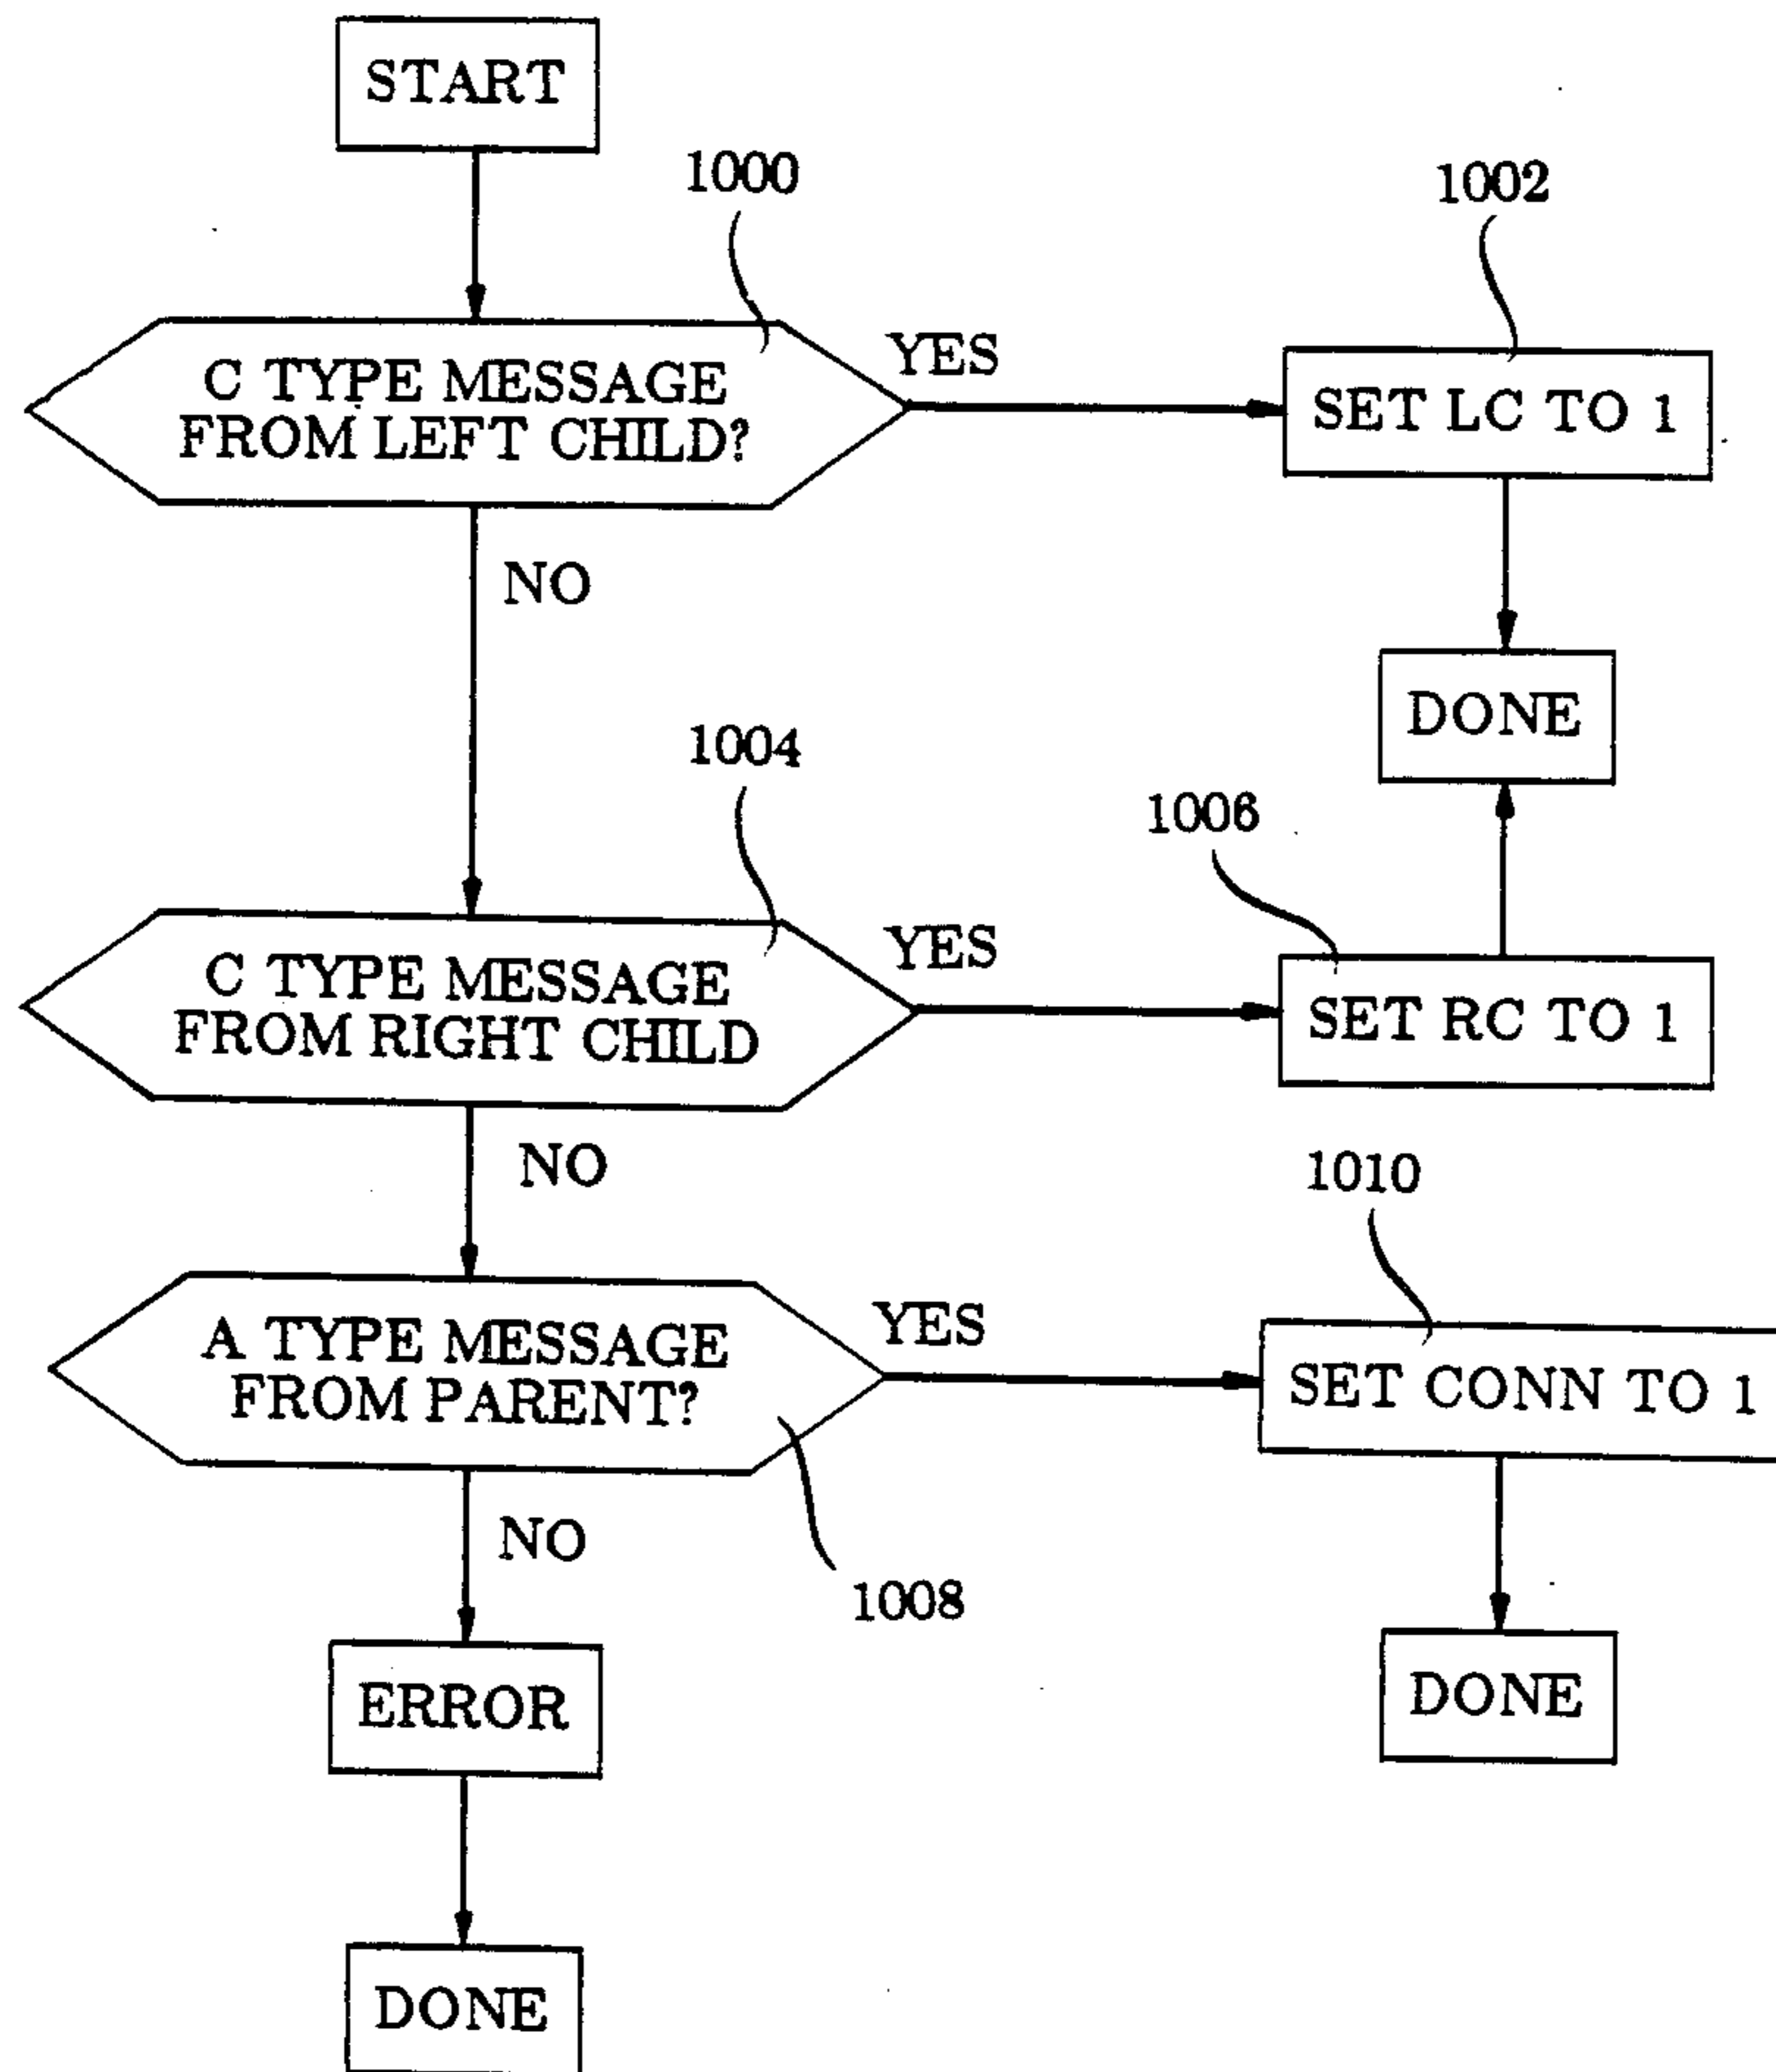 START
1000
1002
C TYPE MESSAGE
FROM LEFT CHILD?
YES
SET LC TO 1
NO
DONE
1004
1006
C TYPE MESSAGE
FROM RIGHT CHILD
YES
SET RC TO 1
NO
1010
A TYPE MESSAGE
FROM PARENT?
YES
SET CONN TO 1
NO
1008
ERROR
DONE
DONE